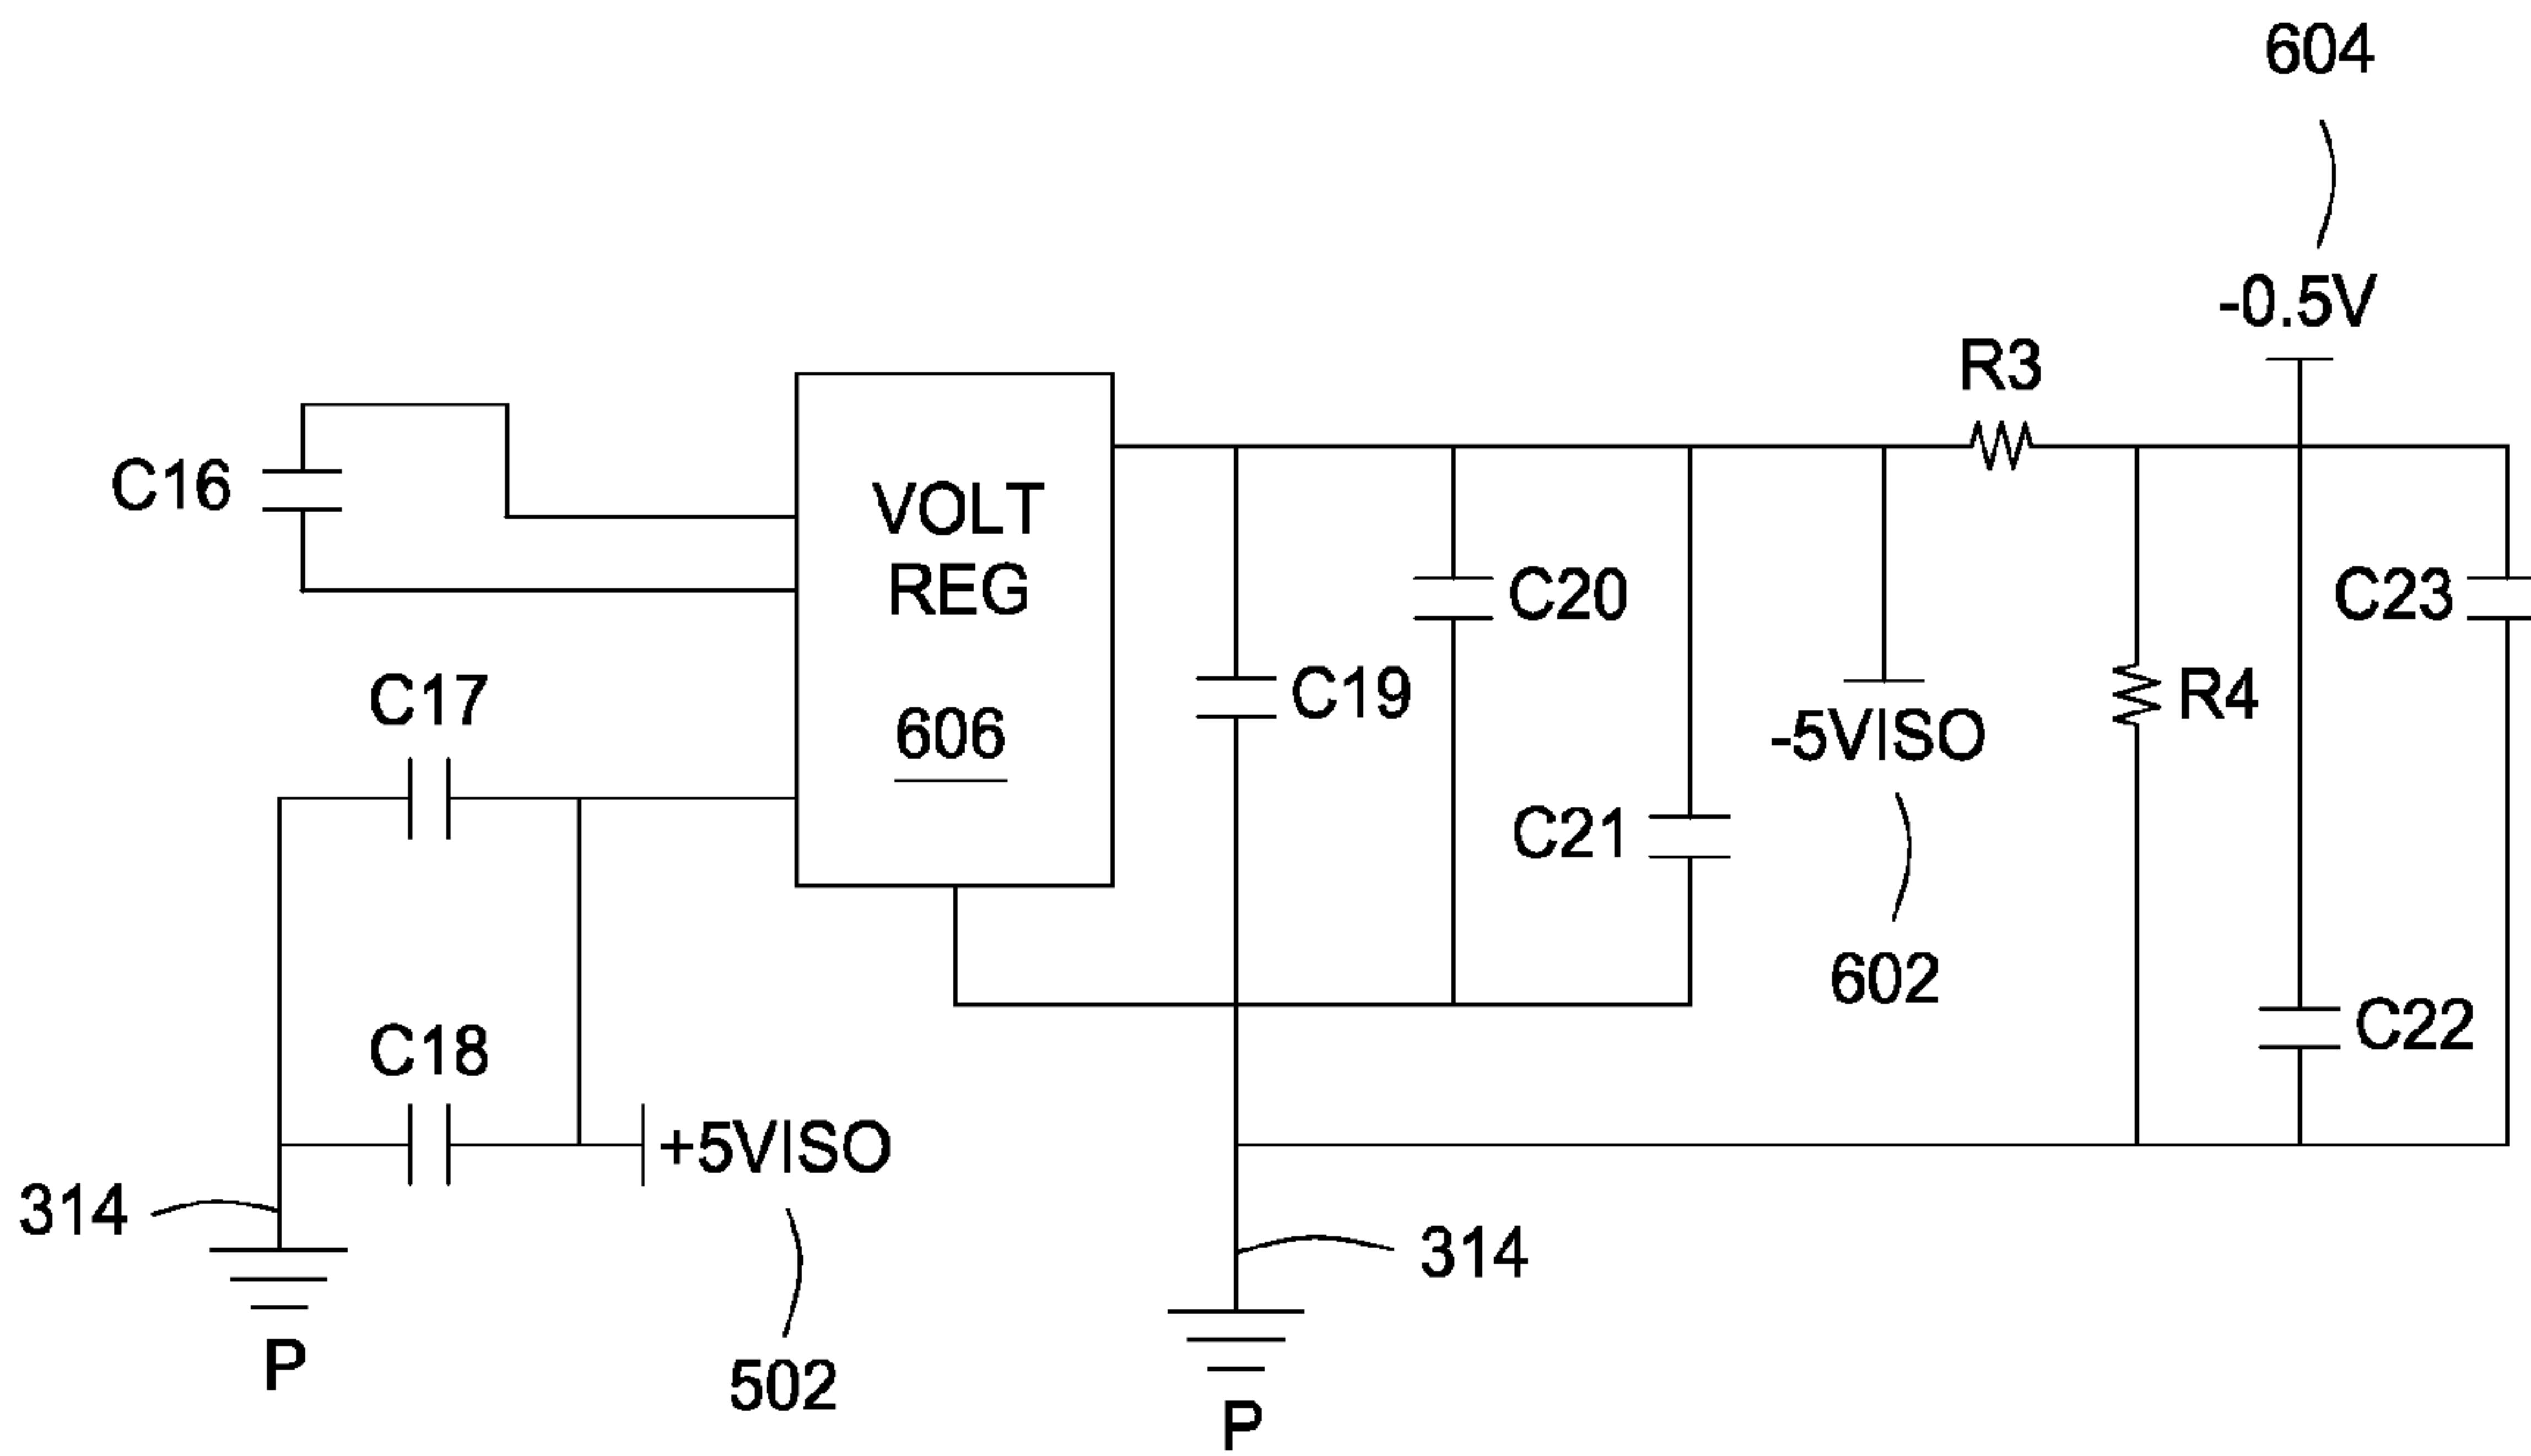 604
-0.5V
R3
C16
VOLT
REG
606
C20
C23
C19
R4
C17
-5VISO
C21
602
C22
C18
+5VISO
314
314
P
502
P